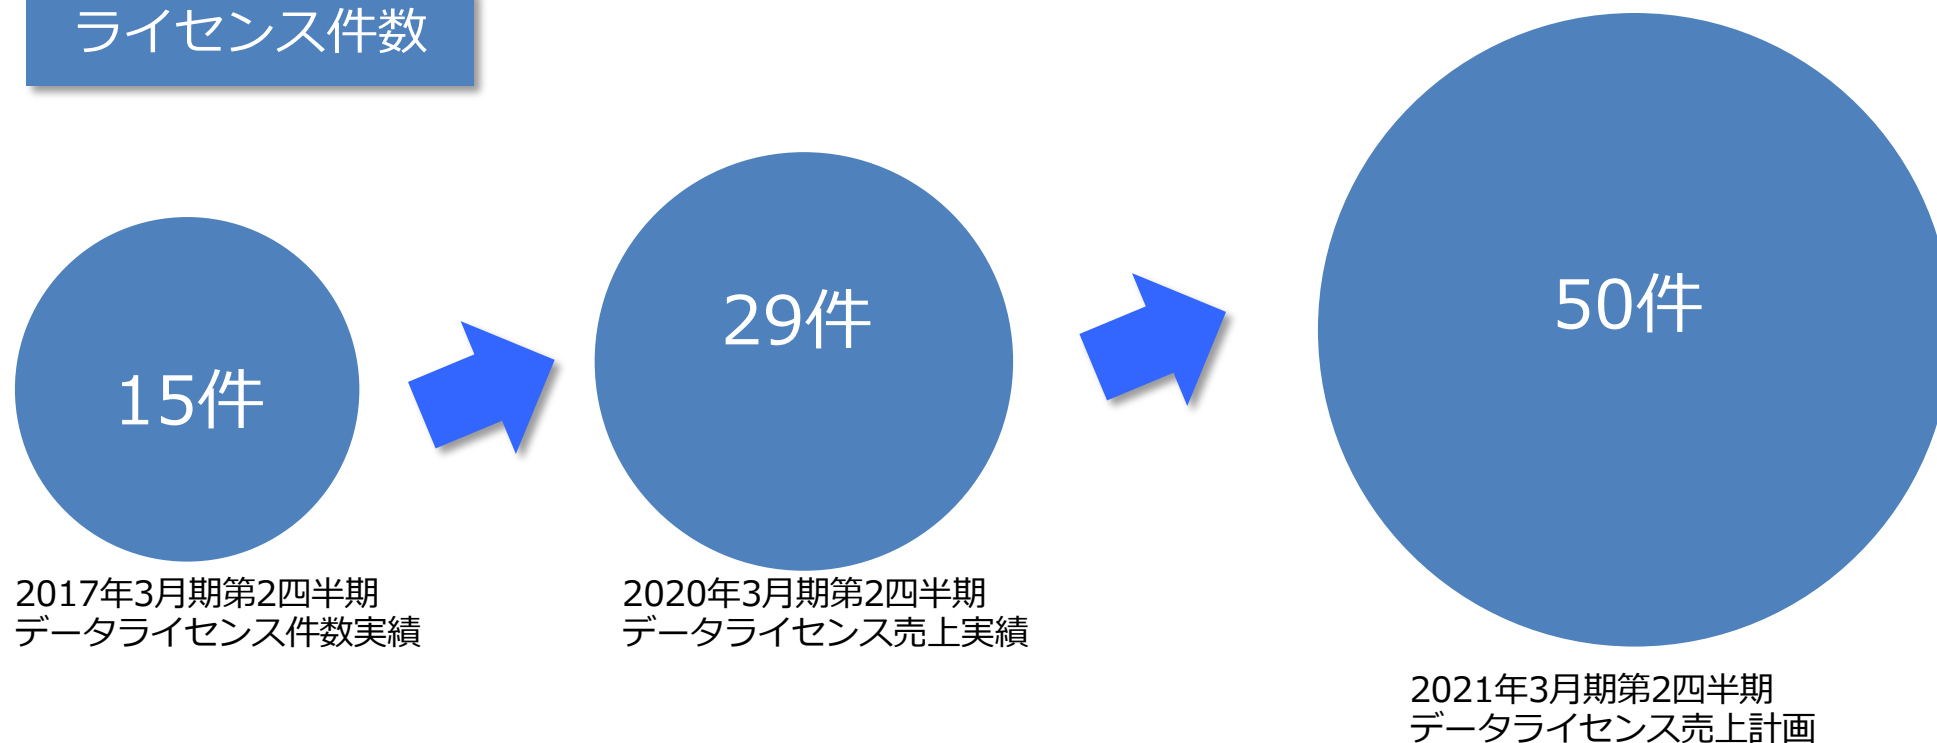 ライセンス件数
15件
29件
50件
2017年3月期第2四半期
データライセンス件数実績
2020年3月期第2四半期
データライセンス売上実績
2021年3月期第2四半期
データライセンス売上計画